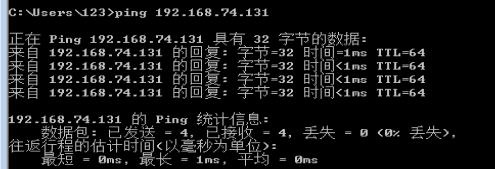 C:\Users\123>ping 192.168.74.131
正在 Ping 192.168.74.131 具有 32 字节的数据:
来自 192.168.74.131 的回复: 字节=32 时间=1ms TTL=64
来自 192.168.74.131 的回复: 字节=32 时间<1ms TTL=64
来自 192.168.74.131 的回复: 字节=32 时间<1ms TTL=64
来自 192.168.74.131 的回复: 字节=32 时间<1ms TTL=64
192.168.74.131 的 Ping 统计信息:
数据包: 已发送 = 4，已接收 = 4，丢失 = 0 (0% 丢失)，
往返行程的估计时间(以毫秒为单位):
最短 = 0ms，最长 = 1ms，平均 = 0ms